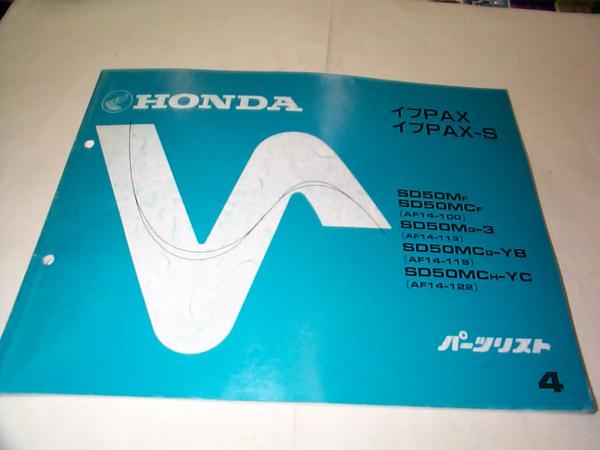 HONDA
イブPAX
イブPAX-S
SD50MF
SD50MCF
(AF14-100)
SD50MG-3
(AF14-113)
SD50MCG-YB
(AF14-119)
SD50MCH-YC
(AF14-122)
パーツリスト
4